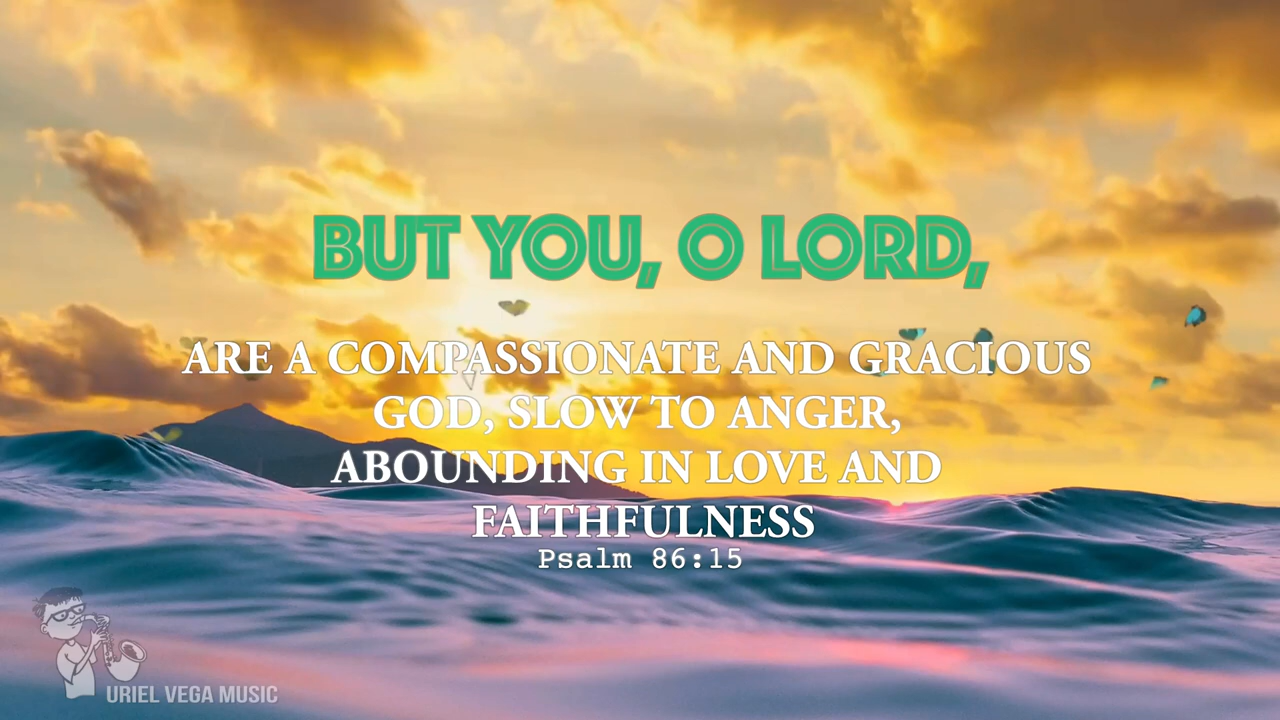 BUT YOU, O LORD,
ARE A COMPASSIONATE AND GRACIOUS
GOD, SLOW TO ANGER,
ABOUNDING IN LOVE AND
FAITHFULNESS
Psalm 86:15
URIEL VEGA MUSIC